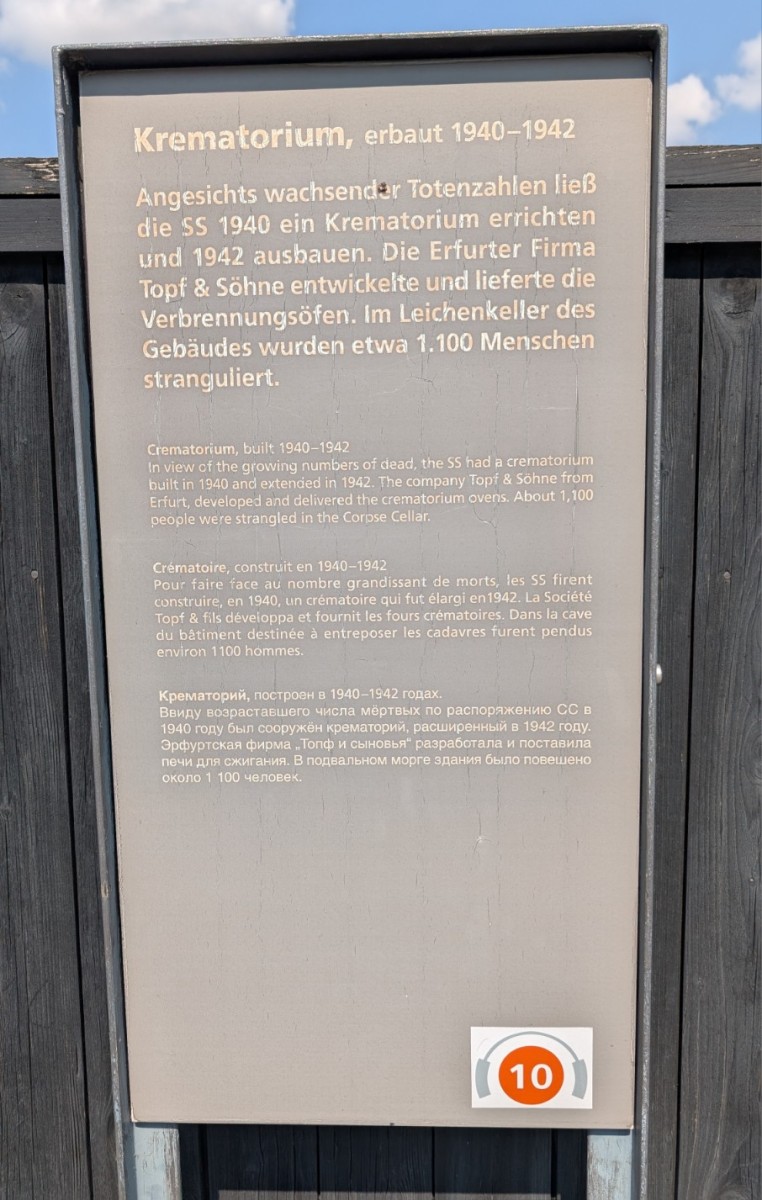 Krematorium, erbaut 1940–1942
Angesichts wachsender Totenzahlen ließ
die SS 1940 ein Krematorium errichten
und 1942 ausbauen. Die Erfurter Firma
Topf & Söhne entwickelte und lieferte die
Verbrennungsöfen. Im Leichenkeller des
Gebäudes wurden etwa 1.100 Menschen
stranguliert.
Crematorium, built 1940–1942
In view of the growing numbers of dead, the SS had a crematorium
built in 1940 and extended in 1942. The company Topf & Söhne from
Erfurt, developed and delivered the crematorium ovens. About 1,100
people were strangled in the Corpse Cellar.
Crématoire, construit en 1940–1942
Pour faire face au nombre grandissant de morts, les SS firent
construire, en 1940, un crématoire qui fut élargi en1942. La Société
Topf & fils développa et fournit les fours crématoires. Dans la cave
du bâtiment destinée à entreposer les cadavres furent pendus
environ 1100 hommes.
Крематорий, построен в 1940–1942 годах.
Ввиду возраставшего числа мёртвых по распоряжению СС в
1940 году был сооружён крематорий, расширенный в 1942 году.
Эрфуртская фирма „Топф и сыновья“ разработала и поставила
печи для сжигания. В подвальном морге здания было повешено
около 1 100 человек.
10